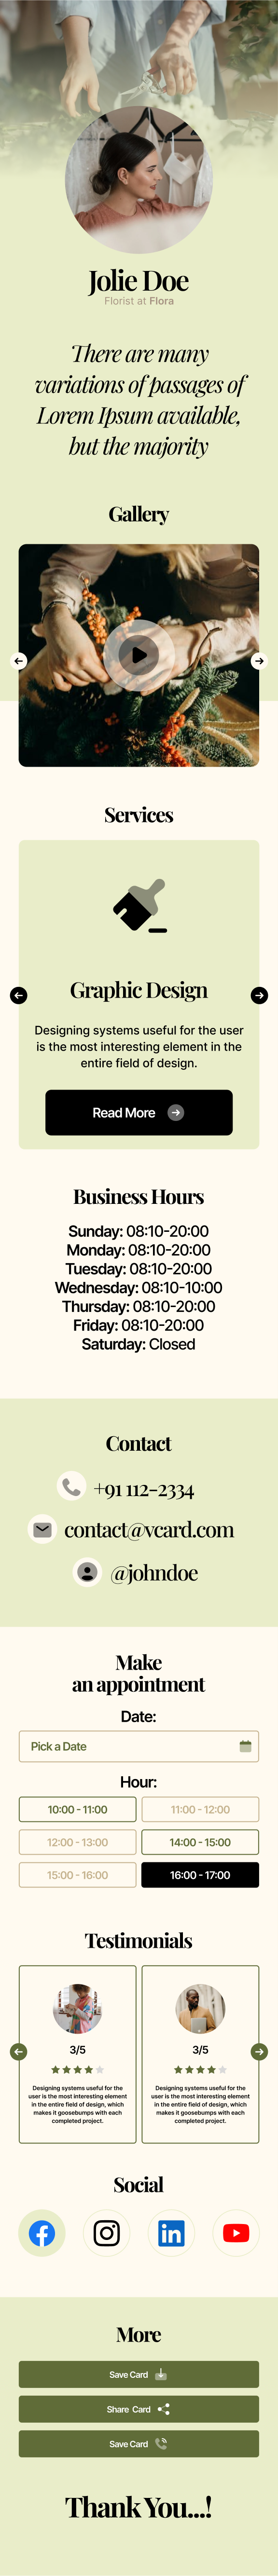 Jolie Doe
Florist at Flora
There are many
variations of passages of
Lorem Ipsum available,
but the majority
Gallery
Services
Graphic Design
Designing systems useful for the user
is the most interesting element in the
entire field of design.
Read More
Business Hours
Sunday: 08:10-20:00
Monday: 08:10-20:00
Tuesday: 08:10-20:00
Wednesday: 08:10-10:00
Thursday: 08:10-20:00
Friday: 08:10-20:00
Saturday: Closed
Contact
+91 112-2334
contact@vcard.com
@johndoe
Make
an appointment
Date:
Pick a Date
Hour:
10:00 - 11:00
11:00 - 12:00
12:00 - 13:00
14:00 - 15:00
15:00 - 16:00
16:00 - 17:00
Testimonials
3/5
Designing systems useful for the
user is the most interesting element
in the entire field of design, which
makes it goosebumps with each
completed project.
3/5
Designing systems useful for the
user is the most interesting element
in the entire field of design, which
makes it goosebumps with each
completed project.
Social
in
More
Save Card
Share Card
Save Card
Thank You...!